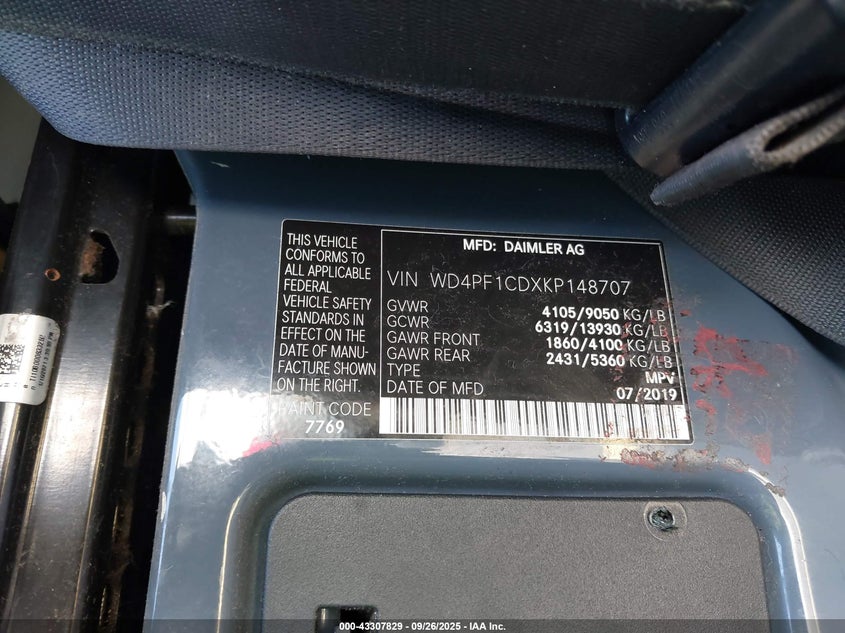 THIS VEHICLE
CONFORMS TO
ALL APPLICABLE
FEDERAL
VEHICLE SAFETY
STANDARDS IN
EFFECT ON THE
DATE OF MANU-
FACTURE SHOWN
ON THE RIGHT.
PAINT CODE
7769
MFD: DAIMLER AG
VIN WD4PF1CDXKP148707
GVWR 4105/9050 KG/LB
GCWR 6319/13930 KG/LB
GAWR FRONT 1860/4100 KG/LB
GAWR REAR 2431/5360 KG/LB
TYPE MPV
DATE OF MFD 07/2019
000-43307829 - 09/26/2025 - IAA Inc.